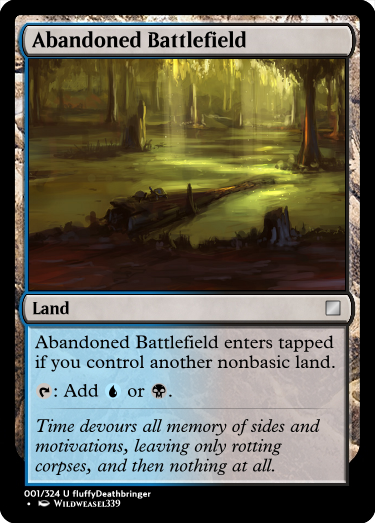 Abandoned Battlefield
Land
Abandoned Battlefield enters tapped
if you control another nonbasic land.
: Add or .
Time devours all memory of sides and
motivations, leaving only rotting
corpses, and then nothing at all.
001/324 U fluffyDeathbringer
• Wildweasel339